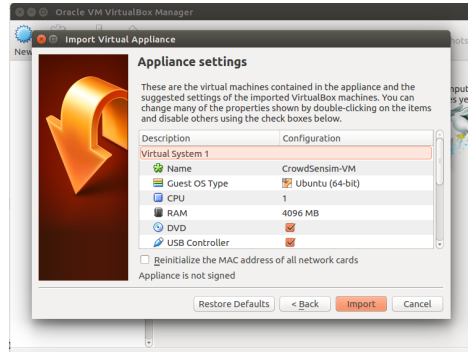 Oracle VM VirtualBox Manager
New
Import Virtual Appliance
Appliance settings
These are the virtual machines contained in the appliance and the
suggested settings of the imported VirtualBox machines. You can
change many of the properties shown by double-clicking on the items
and disable others using the check boxes below.
Description Configuration
Virtual System 1
Name CrowdSensim-VM
Guest OS Type Ubuntu (64-bit)
CPU 1
RAM 4096 MB
DVD
USB Controller
Reinitialize the MAC address of all network cards
Appliance is not signed
Restore Defaults < Back Import Cancel